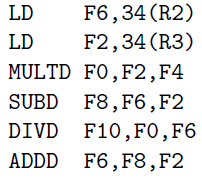 LD F6,34(R2)
LD F2,34(R3)
MULTD F0,F2,F4
SUBD F8,F6,F2
DIVD F10,F0,F6
ADDD F6,F8,F2